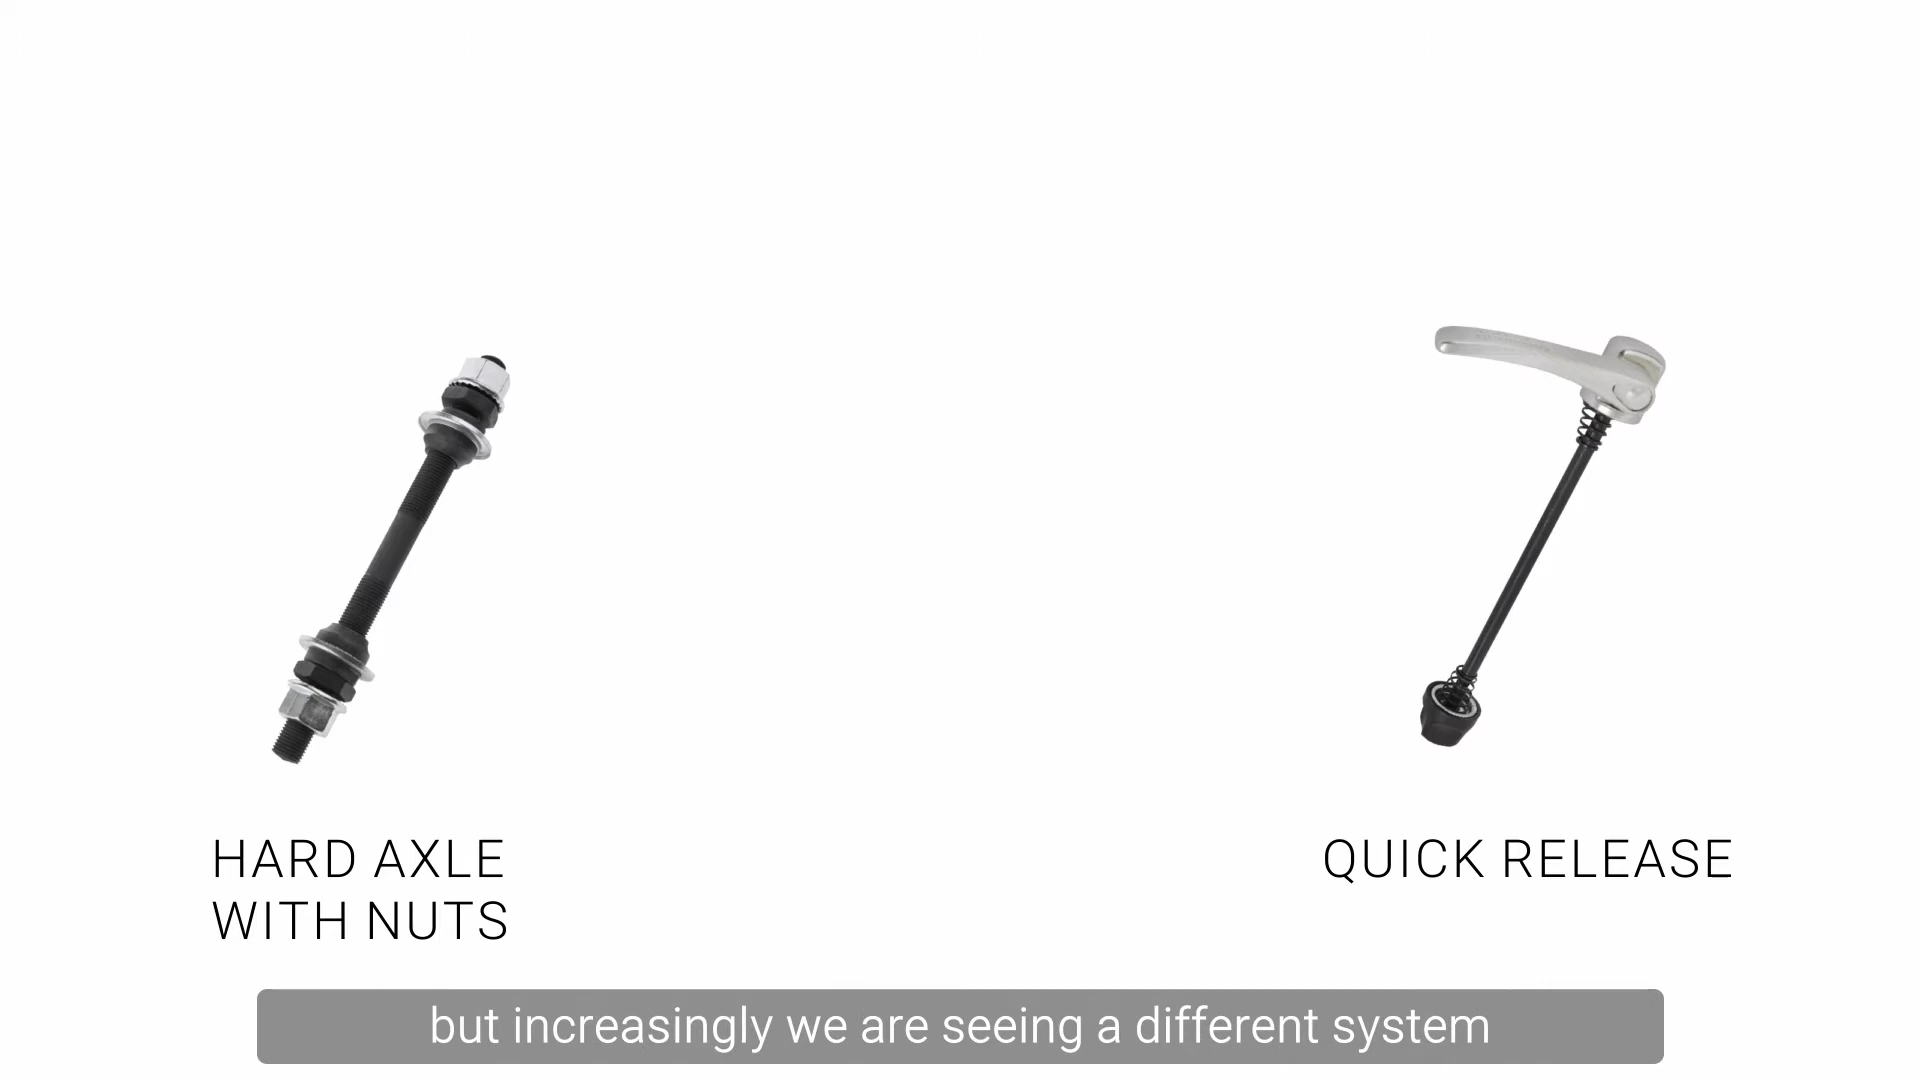 HARD AXLE
WITH NUTS
QUICK RELEASE
but increasingly we are seeing a different system